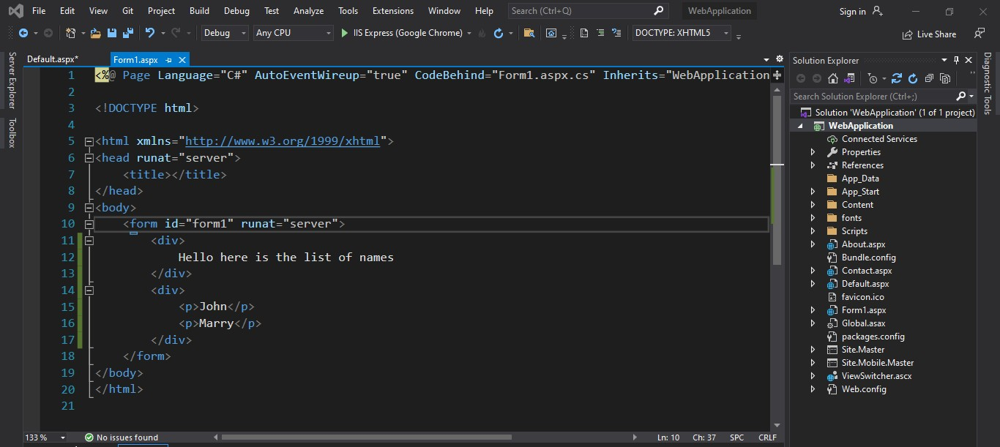 File Edit View Git Project Build Debug Test Analyze Tools Extensions Window Help Search (Ctrl+Q) WebApplication Sign in
Debug Any CPU IIS Express (Google Chrome) DOCTYPE: XHTML5 Live Share
Server Explorer
Toolbox
Default.aspx* Form1.aspx
1 <%@ Page Language="C#" AutoEventWireup="true" CodeBehind="Form1.aspx.cs" Inherits="WebApplication
2
3 <!DOCTYPE html>
4
5 <html xmlns="http://www.w3.org/1999/xhtml">
6 <head runat="server">
7 <title></title>
8 </head>
9 <body>
10 <form id="form1" runat="server">
11 <div>
12 Hello here is the list of names
13 </div>
14 <div>
15 <p>John</p>
16 <p>Marry</p>
17 </div>
18 </form>
19 </body>
20 </html>
21
133 % No issues found Ln: 10 Ch: 37 SPC CRLF
Solution Explorer
Search Solution Explorer (Ctrl+;)
Solution 'WebApplication' (1 of 1 project)
WebApplication
Connected Services
Properties
References
App_Data
App_Start
Content
fonts
Scripts
About.aspx
Bundle.config
Contact.aspx
Default.aspx
favicon.ico
Form1.aspx
Global.asax
packages.config
Site.Master
Site.Mobile.Master
ViewSwitcher.ascx
Web.config
Diagnostic Tools